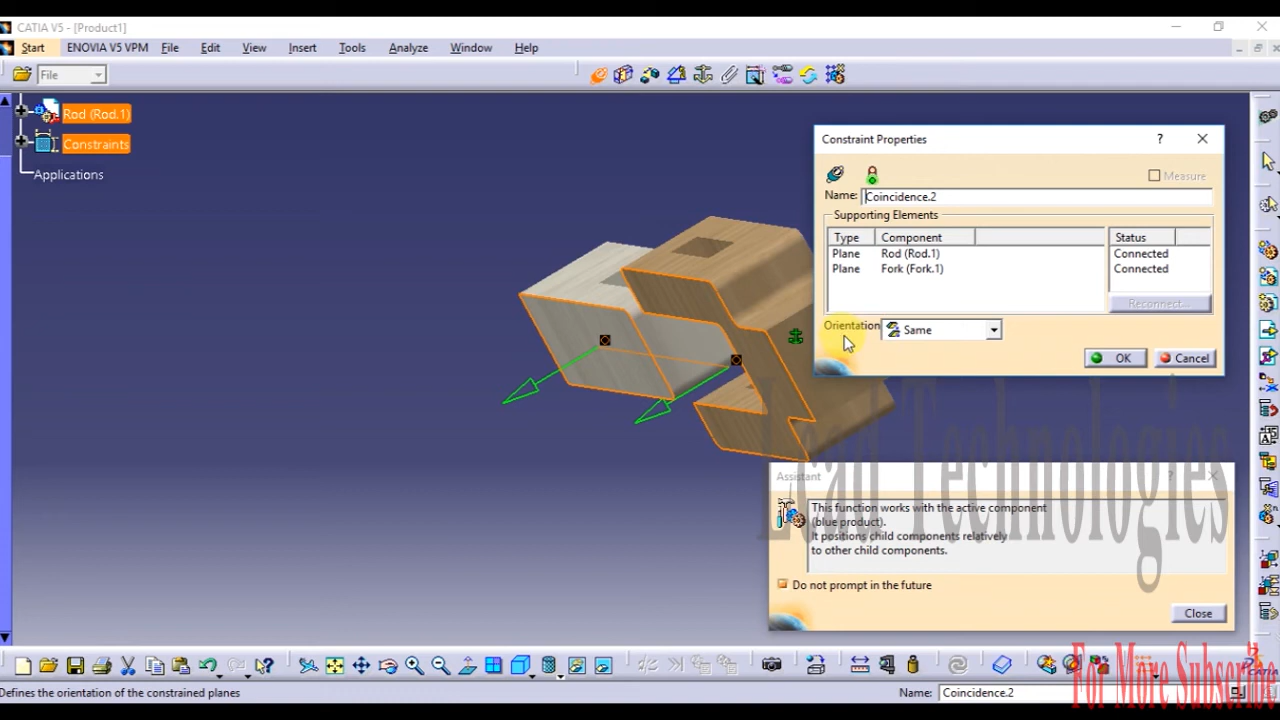 CATIA V5 - [Product1]
Start ENOVIA V5 VPM File Edit View Insert Tools Analyze Window Help
File
Rod (Rod.1)
Constraints
Applications
Constraint Properties
?
Measure
Name: Coincidence.2
Supporting Elements
Type Component Status
Plane Rod (Rod.1) Connected
Plane Fork (Fork.1) Connected
Reconnect...
Orientation Same
OK Cancel
Lead Technologies
Assistant
?
This function works with the active component
(blue product).
It positions child components relatively
to other child components.
Do not prompt in the future
Close
For More Subscribe
CATIA
Defines the orientation of the constrained planes
Name: Coincidence.2